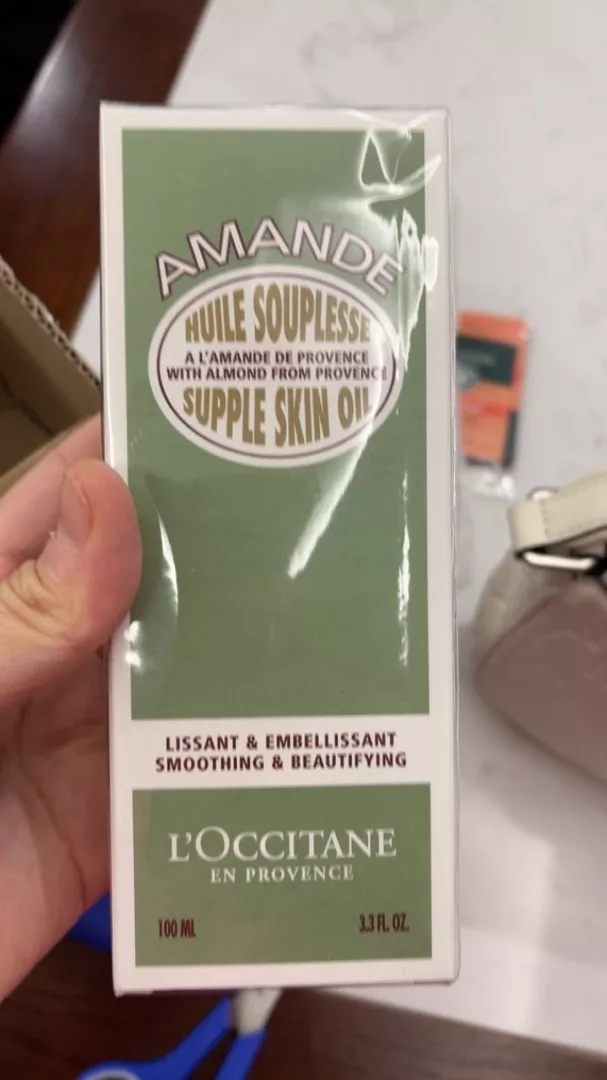 AMANDE
HUILE SOUPLESSE
A L'AMANDE DE PROVENCE
WITH ALMOND FROM PROVENCE
SUPPLE SKIN OIL
LISSANT & EMBELLISSANT
SMOOTHING & BEAUTIFYING
L'OCCITANE
EN PROVENCE
100 ML 3.3 FL. OZ.